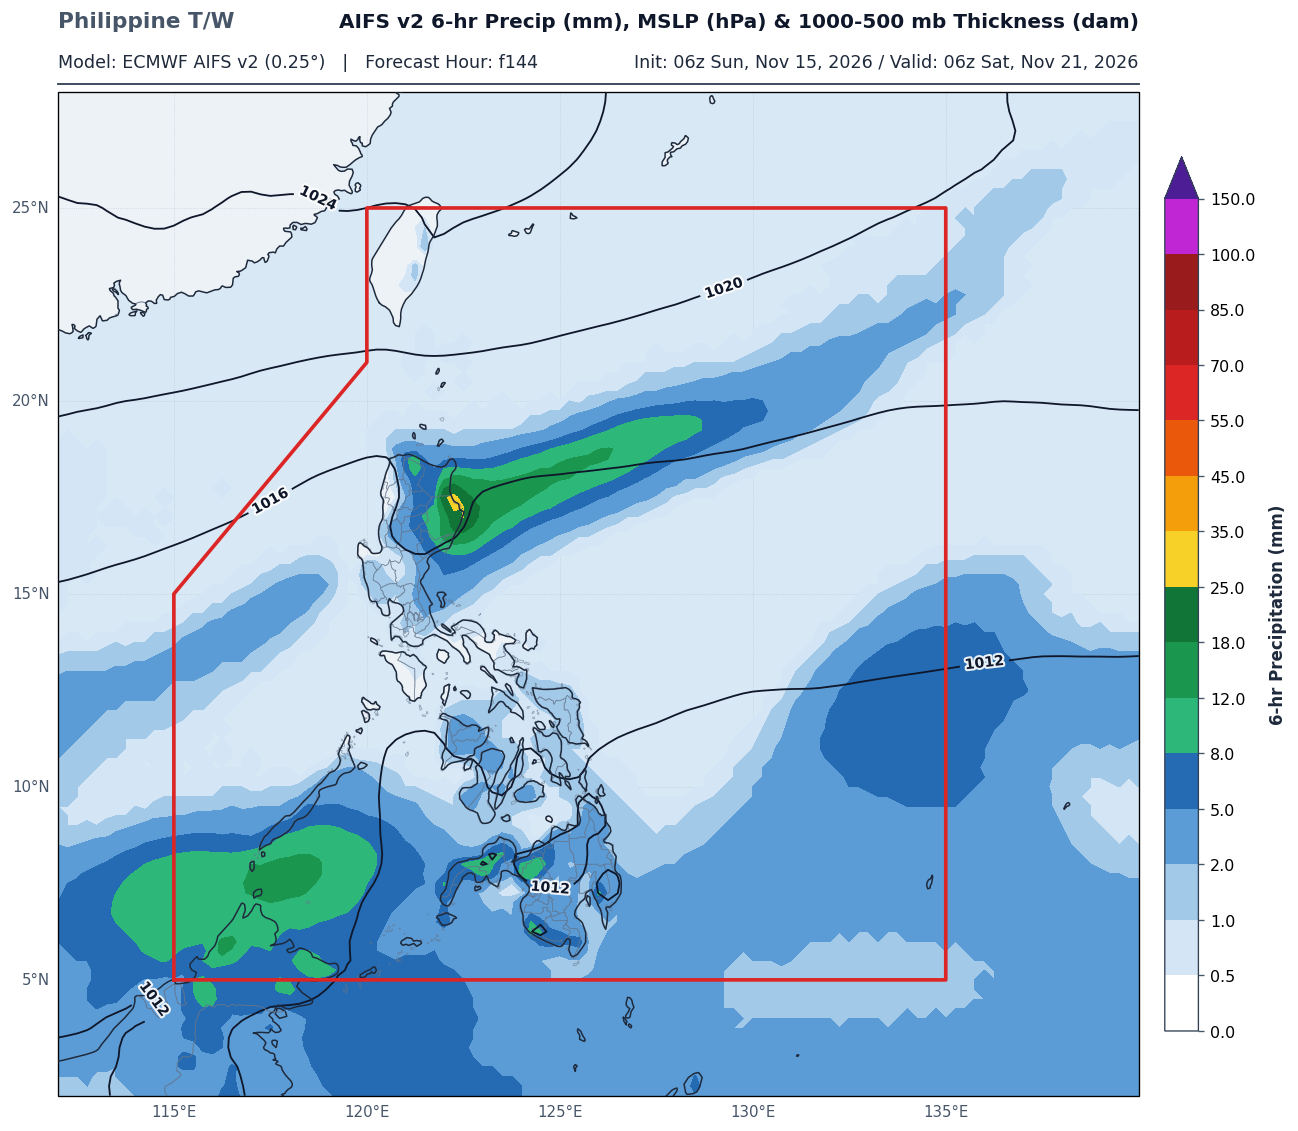 Philippine T/W
AIFS v2 6-hr Precip (mm), MSLP (hPa) & 1000-500 mb Thickness (dam)
Model: ECMWF AIFS v2 (0.25°)   |   Forecast Hour: f144
Init: 06z Sun, Nov 15, 2026 / Valid: 06z Sat, Nov 21, 2026
25°N
20°N
15°N
10°N
5°N
115°E
120°E
125°E
130°E
135°E
1024
1020
1016
1012
1012
1012
150.0
100.0
85.0
70.0
55.0
45.0
35.0
25.0
18.0
12.0
8.0
5.0
2.0
1.0
0.5
0.0
6-hr Precipitation (mm)